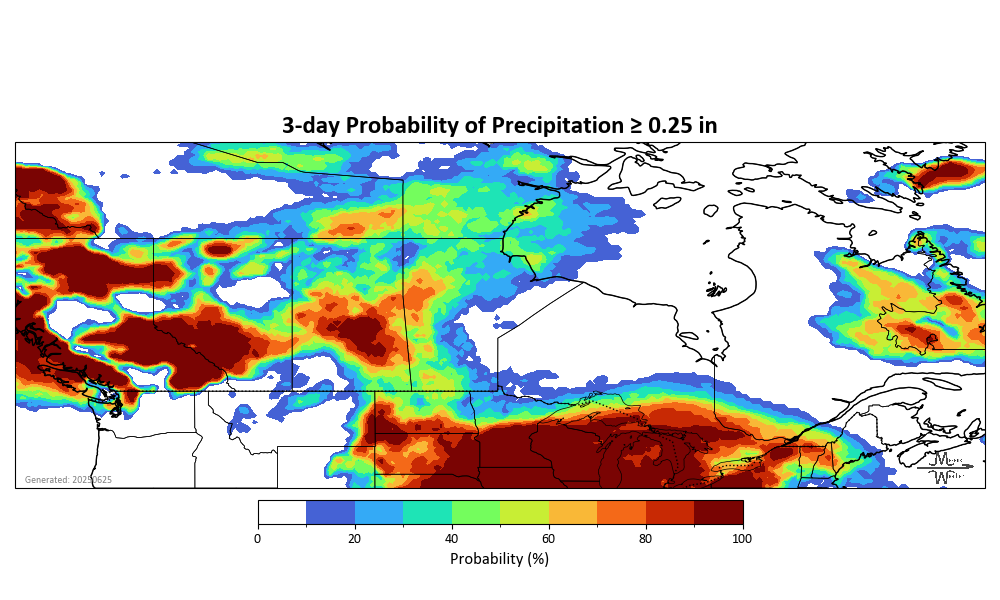 3-day Probability of Precipitation ≥ 0.25 in
Generated: 20250625
0 20 40 60 80 100
Probability (%)